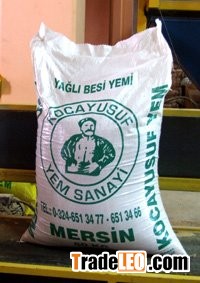 YAĞLI BESİ YEMİ
KOCAYUSUF
YEM SANAYİ
TEL: 0-324-651 34 77 - 651 34 66
MERSİN
KOCAYUSUF YEM
TradeLEO.com